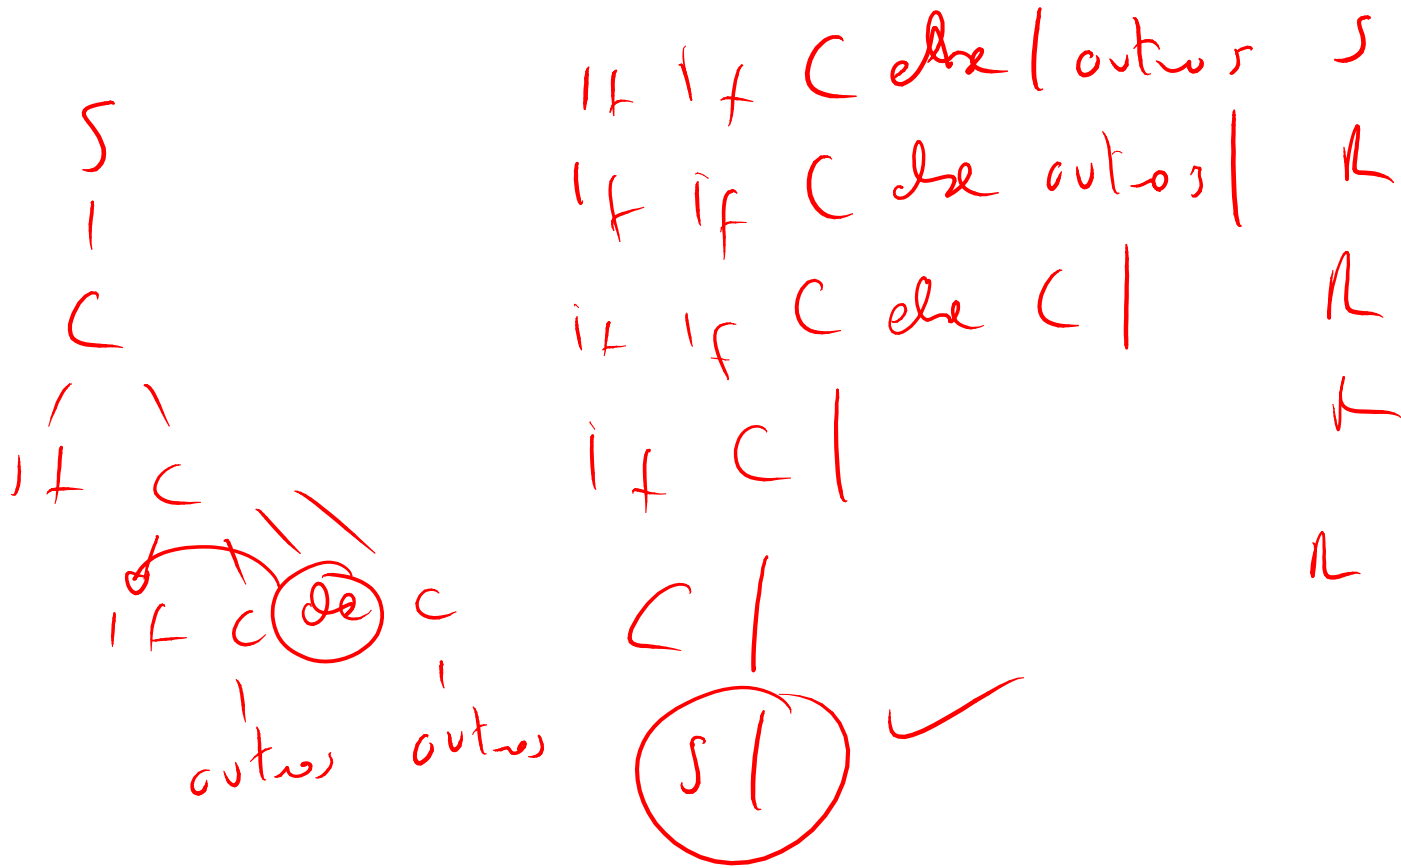 if if C else | outros S
if if C else outros | R
if if C else C | R
if C | R
C | R
S |
S
|
C
if C
if C else C
outros outros